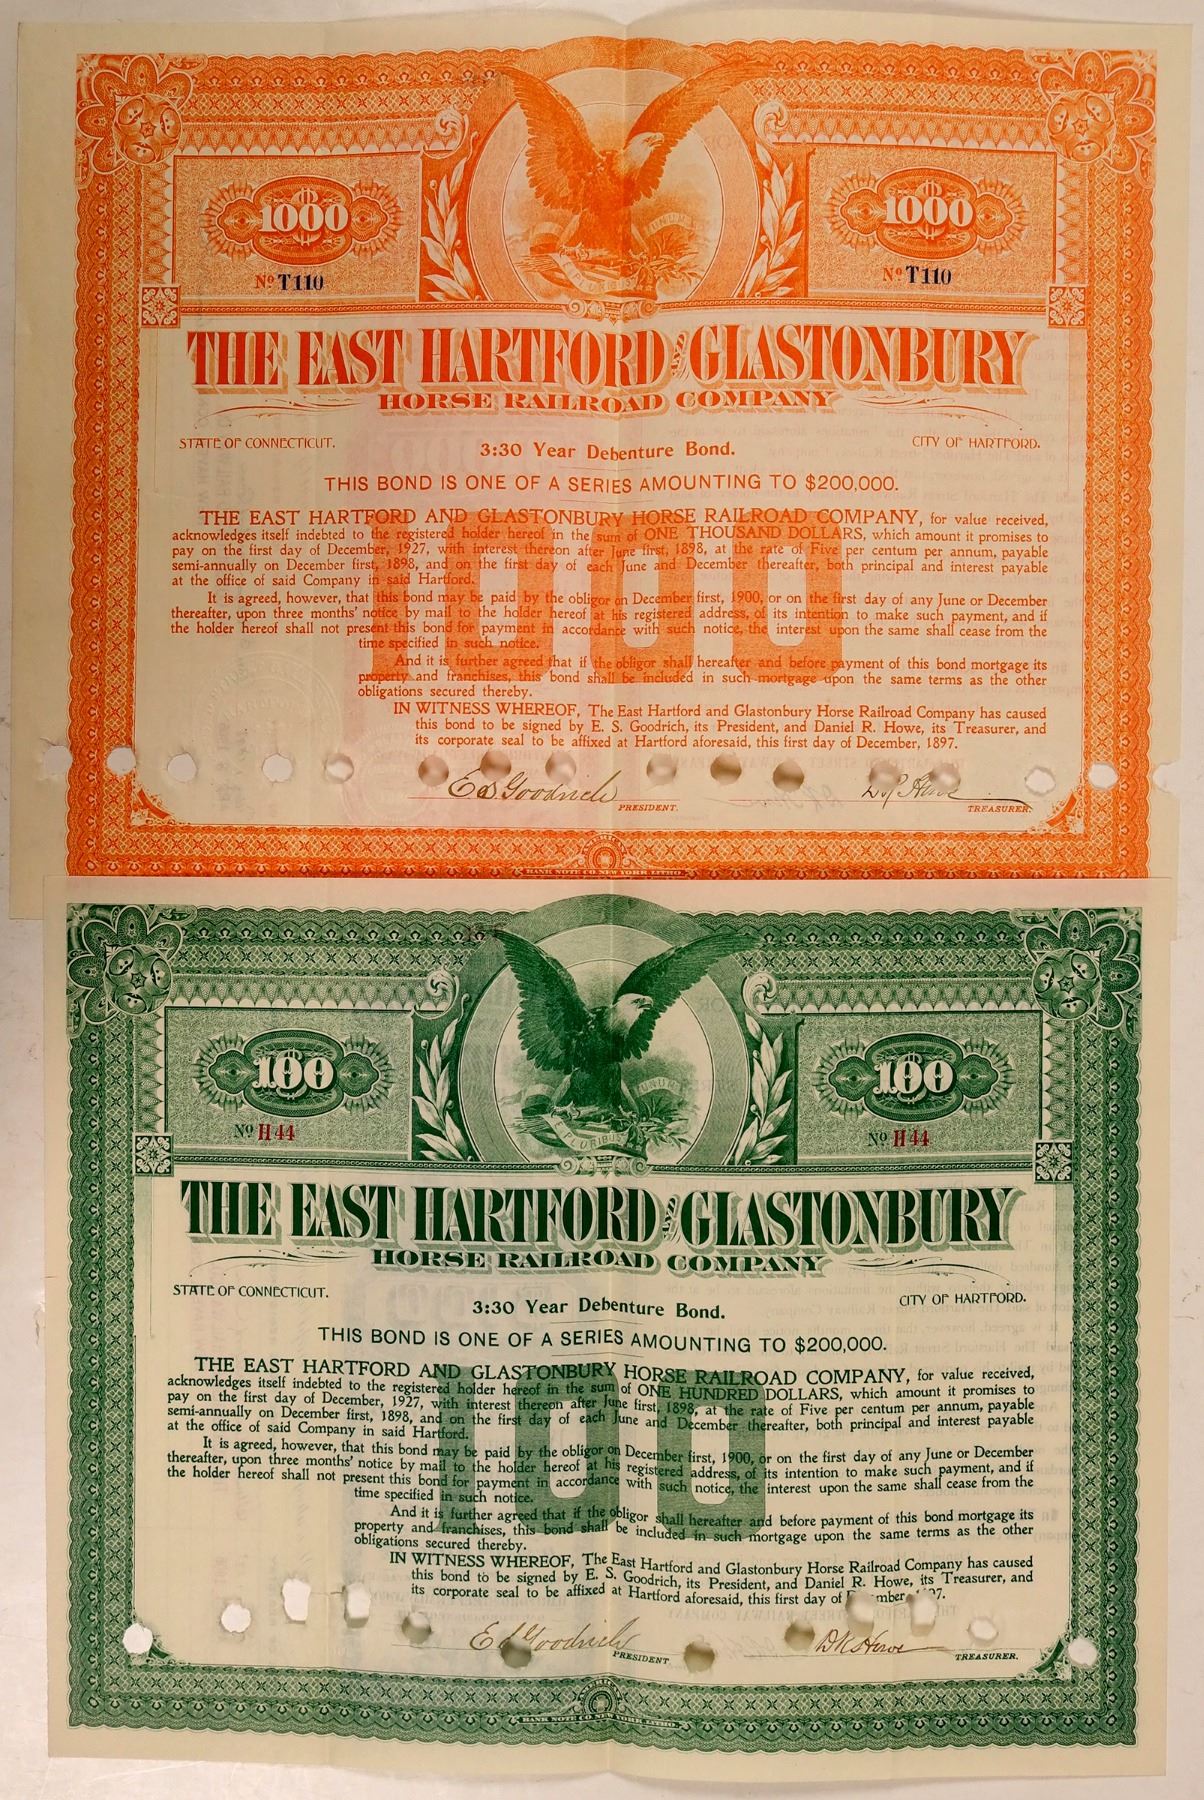 $1000
$1000
No T110
No T110
THE EAST HARTFORD AND GLASTONBURY
HORSE RAILROAD COMPANY
STATE OF CONNECTICUT.
CITY OF HARTFORD.
3:30 Year Debenture Bond.
THIS BOND IS ONE OF A SERIES AMOUNTING TO $200,000.
THE EAST HARTFORD AND GLASTONBURY HORSE RAILROAD COMPANY, for value received,
acknowledges itself indebted to the registered holder hereof in the sum of ONE THOUSAND DOLLARS, which amount it promises to
pay on the first day of December, 1927, with interest thereon after June first, 1898, at the rate of Five per centum per annum, payable
semi-annually on December first, 1898, and on the first day of each June and December thereafter, both principal and interest payable
at the office of said Company in said Hartford.
It is agreed, however, that this bond may be paid by the obligor on December first, 1900, or on the first day of any June or December
thereafter, upon three months' notice by mail to the holder hereof at his registered address, of its intention to make such payment, and if
the holder hereof shall not present this bond for payment in accordance with such notice, the interest upon the same shall cease from the
time specified in such notice.
And it is further agreed that if the obligor shall hereafter and before payment of this bond mortgage its
property and franchises, this bond shall be included in such mortgage upon the same terms as the other
obligations secured thereby.
IN WITNESS WHEREOF, The East Hartford and Glastonbury Horse Railroad Company has caused
this bond to be signed by E. S. Goodrich, its President, and Daniel R. Howe, its Treasurer, and
its corporate seal to be affixed at Hartford aforesaid, this first day of December, 1897.
1000
E S Goodrich
PRESIDENT.
D R Howe
TREASURER.
BANK NOTE CO. NEW YORK LITHO.
$100
$100
No H44
No H44
E PLURIBUS
UNUM
THE EAST HARTFORD AND GLASTONBURY
HORSE RAILROAD COMPANY
STATE OF CONNECTICUT.
CITY OF HARTFORD.
3:30 Year Debenture Bond.
THIS BOND IS ONE OF A SERIES AMOUNTING TO $200,000.
THE EAST HARTFORD AND GLASTONBURY HORSE RAILROAD COMPANY, for value received,
acknowledges itself indebted to the registered holder hereof in the sum of ONE HUNDRED DOLLARS, which amount it promises to
pay on the first day of December, 1927, with interest thereon after June first, 1898, at the rate of Five per centum per annum, payable
semi-annually on December first, 1898, and on the first day of each June and December thereafter, both principal and interest payable
at the office of said Company in said Hartford.
It is agreed, however, that this bond may be paid by the obligor on December first, 1900, or on the first day of any June or December
thereafter, upon three months' notice by mail to the holder hereof at his registered address, of its intention to make such payment, and if
the holder hereof shall not present this bond for payment in accordance with such notice, the interest upon the same shall cease from the
time specified in such notice.
And it is further agreed that if the obligor shall hereafter and before payment of this bond mortgage its
property and franchises, this bond shall be included in such mortgage upon the same terms as the other
obligations secured thereby.
IN WITNESS WHEREOF, The East Hartford and Glastonbury Horse Railroad Company has caused
this bond to be signed by E. S. Goodrich, its President, and Daniel R. Howe, its Treasurer, and
its corporate seal to be affixed at Hartford aforesaid, this first day of
100
E S Goodrich
PRESIDENT
D R Howe
TREASURER.
AMERICAN
BANK NOTE CO. NEW YORK LITHO.